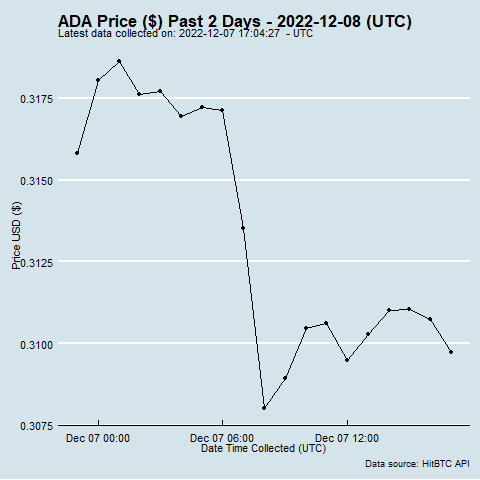 ADA Price ($) Past 2 Days - 2022-12-08 (UTC)
Latest data collected on: 2022-12-07 17:04:27  - UTC
Price USD ($)
0.3175
0.3150
0.3125
0.3100
0.3075
Dec 07 00:00 Dec 07 06:00 Dec 07 12:00
Date Time Collected (UTC)
Data source: HitBTC API